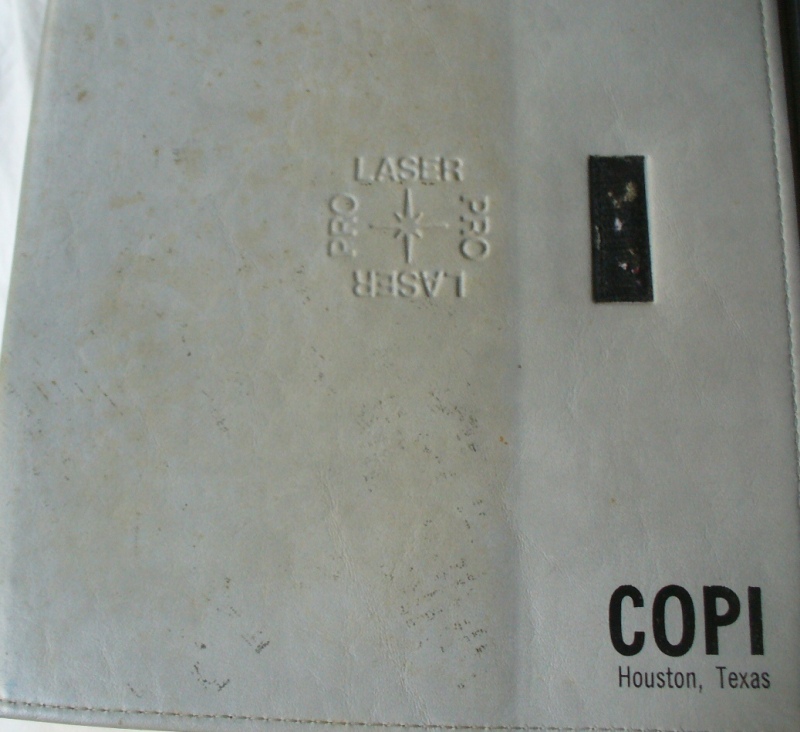 LASER
PRO
PRO
LASER
COPI
Houston, Texas